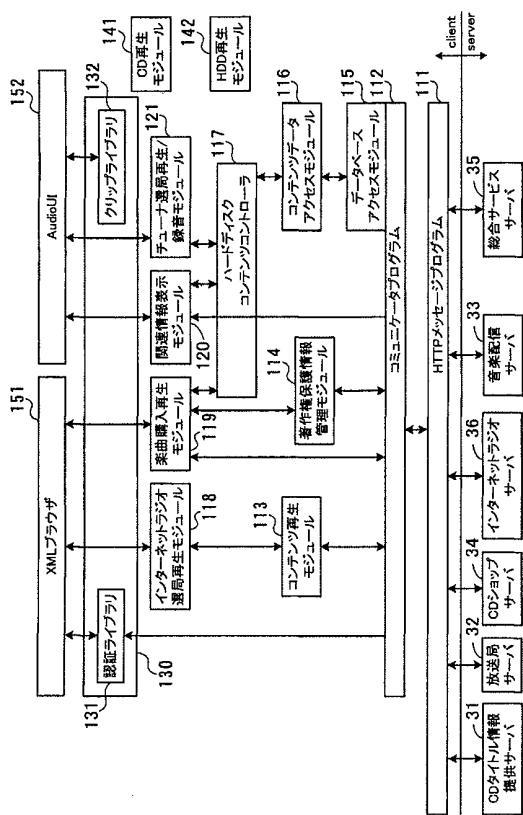 151
XMLブラウザ
152
AudioUI
131
認証ライブラリ
130
132
クリップライブラリ
141
CD再生
モジュール
142
HDD再生
モジュール
118
インターネットラジオ
選局再生モジュール
119
楽曲購入再生
モジュール
120
関連情報表示
モジュール
121
チューナ選局再生/
録音モジュール
117
ハードディスク
コンテンツコントローラ
113
コンテンツ再生
モジュール
114
著作権保護情報
管理モジュール
116
コンテンツデータ
アクセスモジュール
115
データベース
アクセスモジュール
112
コミュニケータプログラム
111
HTTPメッセージプログラム
client
server
31
CDタイトル情報
提供サーバ
32
放送局
サーバ
34
CDショップ
サーバ
36
インターネットラジオ
サーバ
33
音楽配信
サーバ
35
総合サービス
サーバ